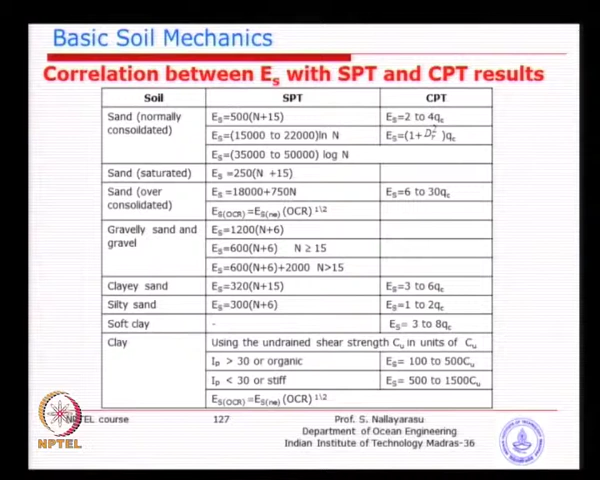 Basic Soil Mechanics
Correlation between Es with SPT and CPT results
Soil SPT CPT
Sand (normally consoildated) Es=500(N+15) Es=2 to 4qc
Es=(15000 to 22000)ln N Es=(1+Dr2 )qc
Es=(35000 to 50000) log N
Sand (saturated) Es =250(N +15)
Sand (over consolidated) Es =18000+750N Es=6 to 30qc
Es(OCR) =Es(nc) (OCR) 1\2
Gravelly sand and gravel Es=1200(N+6)
Es=600(N+6) N ≥ 15
Es=600(N+6)+2000 N>15
Clayey sand Es=320(N+15) Es=3 to 6qc
Silty sand Es=300(N+6) Es=1 to 2qc
Soft clay - Es= 3 to 8qc
Clay Using the undrained shear strength Cu in units of Cu
Ip > 30 or organic Es= 100 to 500Cu
Ip < 30 or stiff Es= 500 to 1500Cu
Es(OCR)=Es(nc) (OCR) 1\2
NPTEL course 127 Prof. S. Nallayarasu
Department of Ocean Engineering
Indian Institute of Technology Madras-36
NPTEL